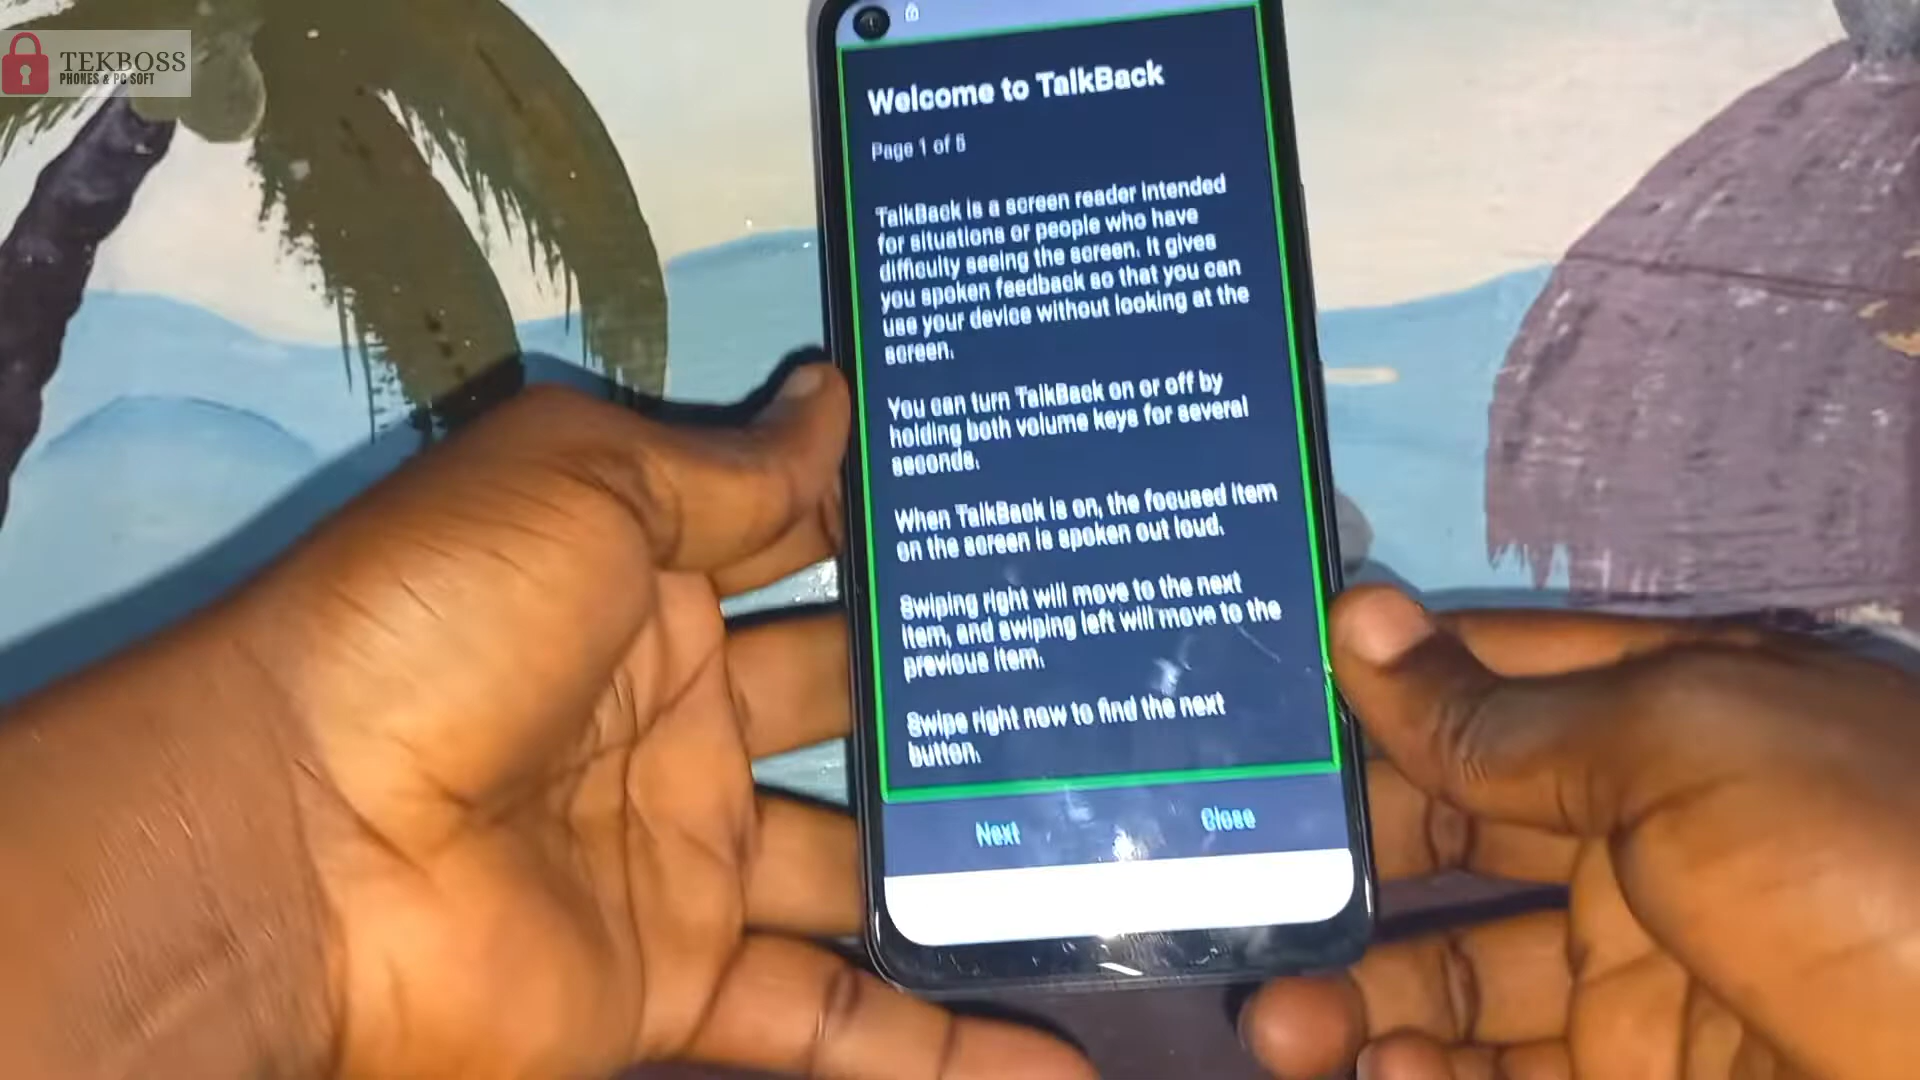 TEKBOSS
PHONES & PC SOFT
Welcome to TalkBack
Page 1 of 5
TalkBack is a screen reader intended
for situations or people who have
difficulty seeing the screen. It gives
you spoken feedback so that you can
use your device without looking at the
screen.
You can turn TalkBack on or off by
holding both volume keys for several
seconds.
When TalkBack is on, the focused item
on the screen is spoken out loud.
Swiping right will move to the next
item, and swiping left will move to the
previous item.
Swipe right now to find the next
button.
Next
Close